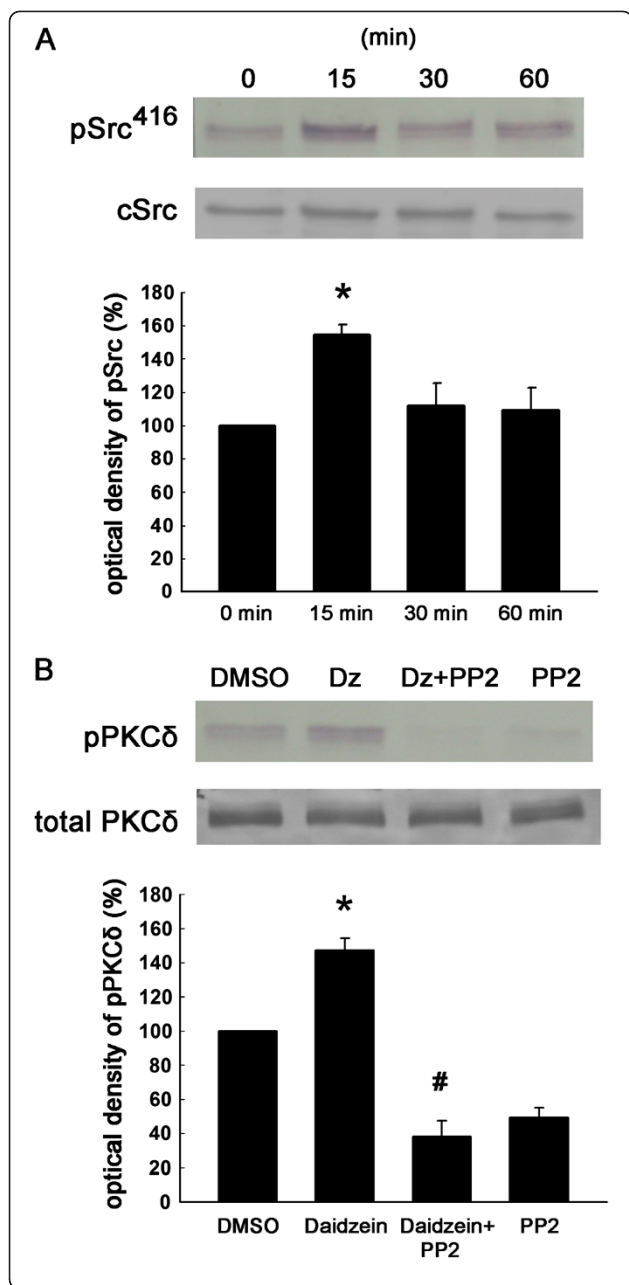 A
(min)
0 15 30 60
pSrc⁴¹⁶
cSrc
180
*
160
140
120
100
80
60
40
20
0
optical density of pSrc (%)
0 min 15 min 30 min 60 min
B
DMSO Dz Dz+PP2 PP2
pPKCδ
total PKCδ
180
*
160
140
120
100
80
60
#
40
20
0
optical density of pPKCδ (%)
DMSO Daidzein Daidzein+ PP2
PP2